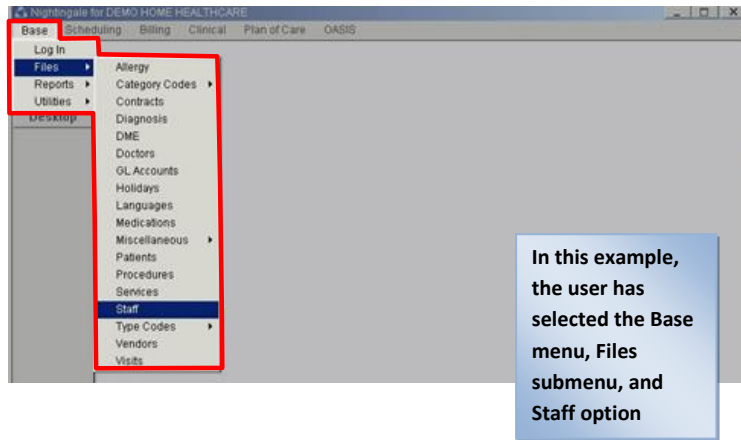 Nightingale for DEMO HOME HEALTHCARE
Base Scheduling Billing Clinical Plan of Care OASIS
Log In
Files
Reports
Utilities
Desktop
Allergy
Category Codes
Contracts
Diagnosis
DME
Doctors
GL Accounts
Holidays
Languages
Medications
Miscellaneous
Patients
Procedures
Services
Staff
Type Codes
Vendors
Visits
In this example,
the user has
selected the Base
menu, Files
submenu, and
Staff option